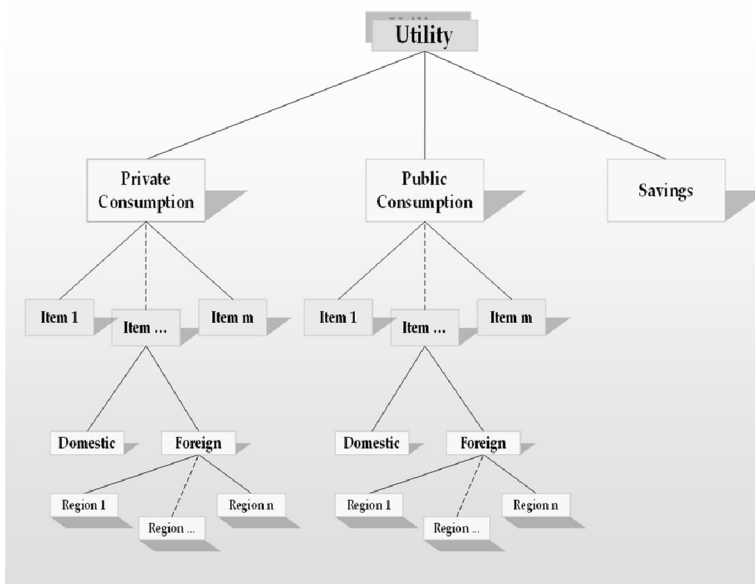 Utility
Private
Consumption
Public
Consumption
Savings
Item 1
Item ...
Item m
Item 1
Item ...
Item m
Domestic
Foreign
Domestic
Foreign
Region 1
Region ...
Region n
Region 1
Region ...
Region n